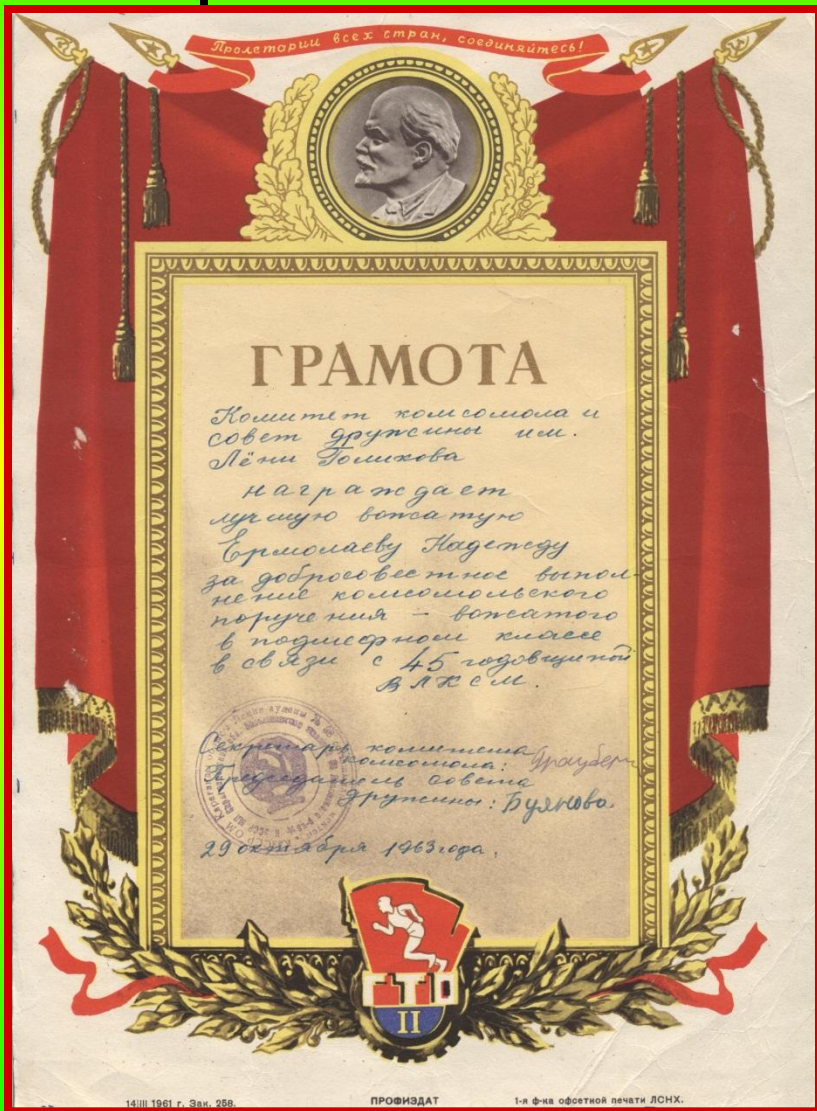 Пролетарии всех стран, соединяйтесь!
ГРАМОТА
Комитет комсомола и
совет дружины им.
Лёни Голикова
награждает
лучшую вожатую
Ермолаеву Надежду
за добросовестное выпол-
нение комсомольского
поручения – вожатого
в подшефном классе
в связи с 45 годовщиной
ВЛКСМ.
Секретарь комитета
комсомола:
Председатель совета
дружины: Буянова.
29 октября 1963 года.
ГТО
II
1961 г. Зак. 258.
ПРОФИЗДАТ
1-я ф-ка офсетной печати ЛСНХ.